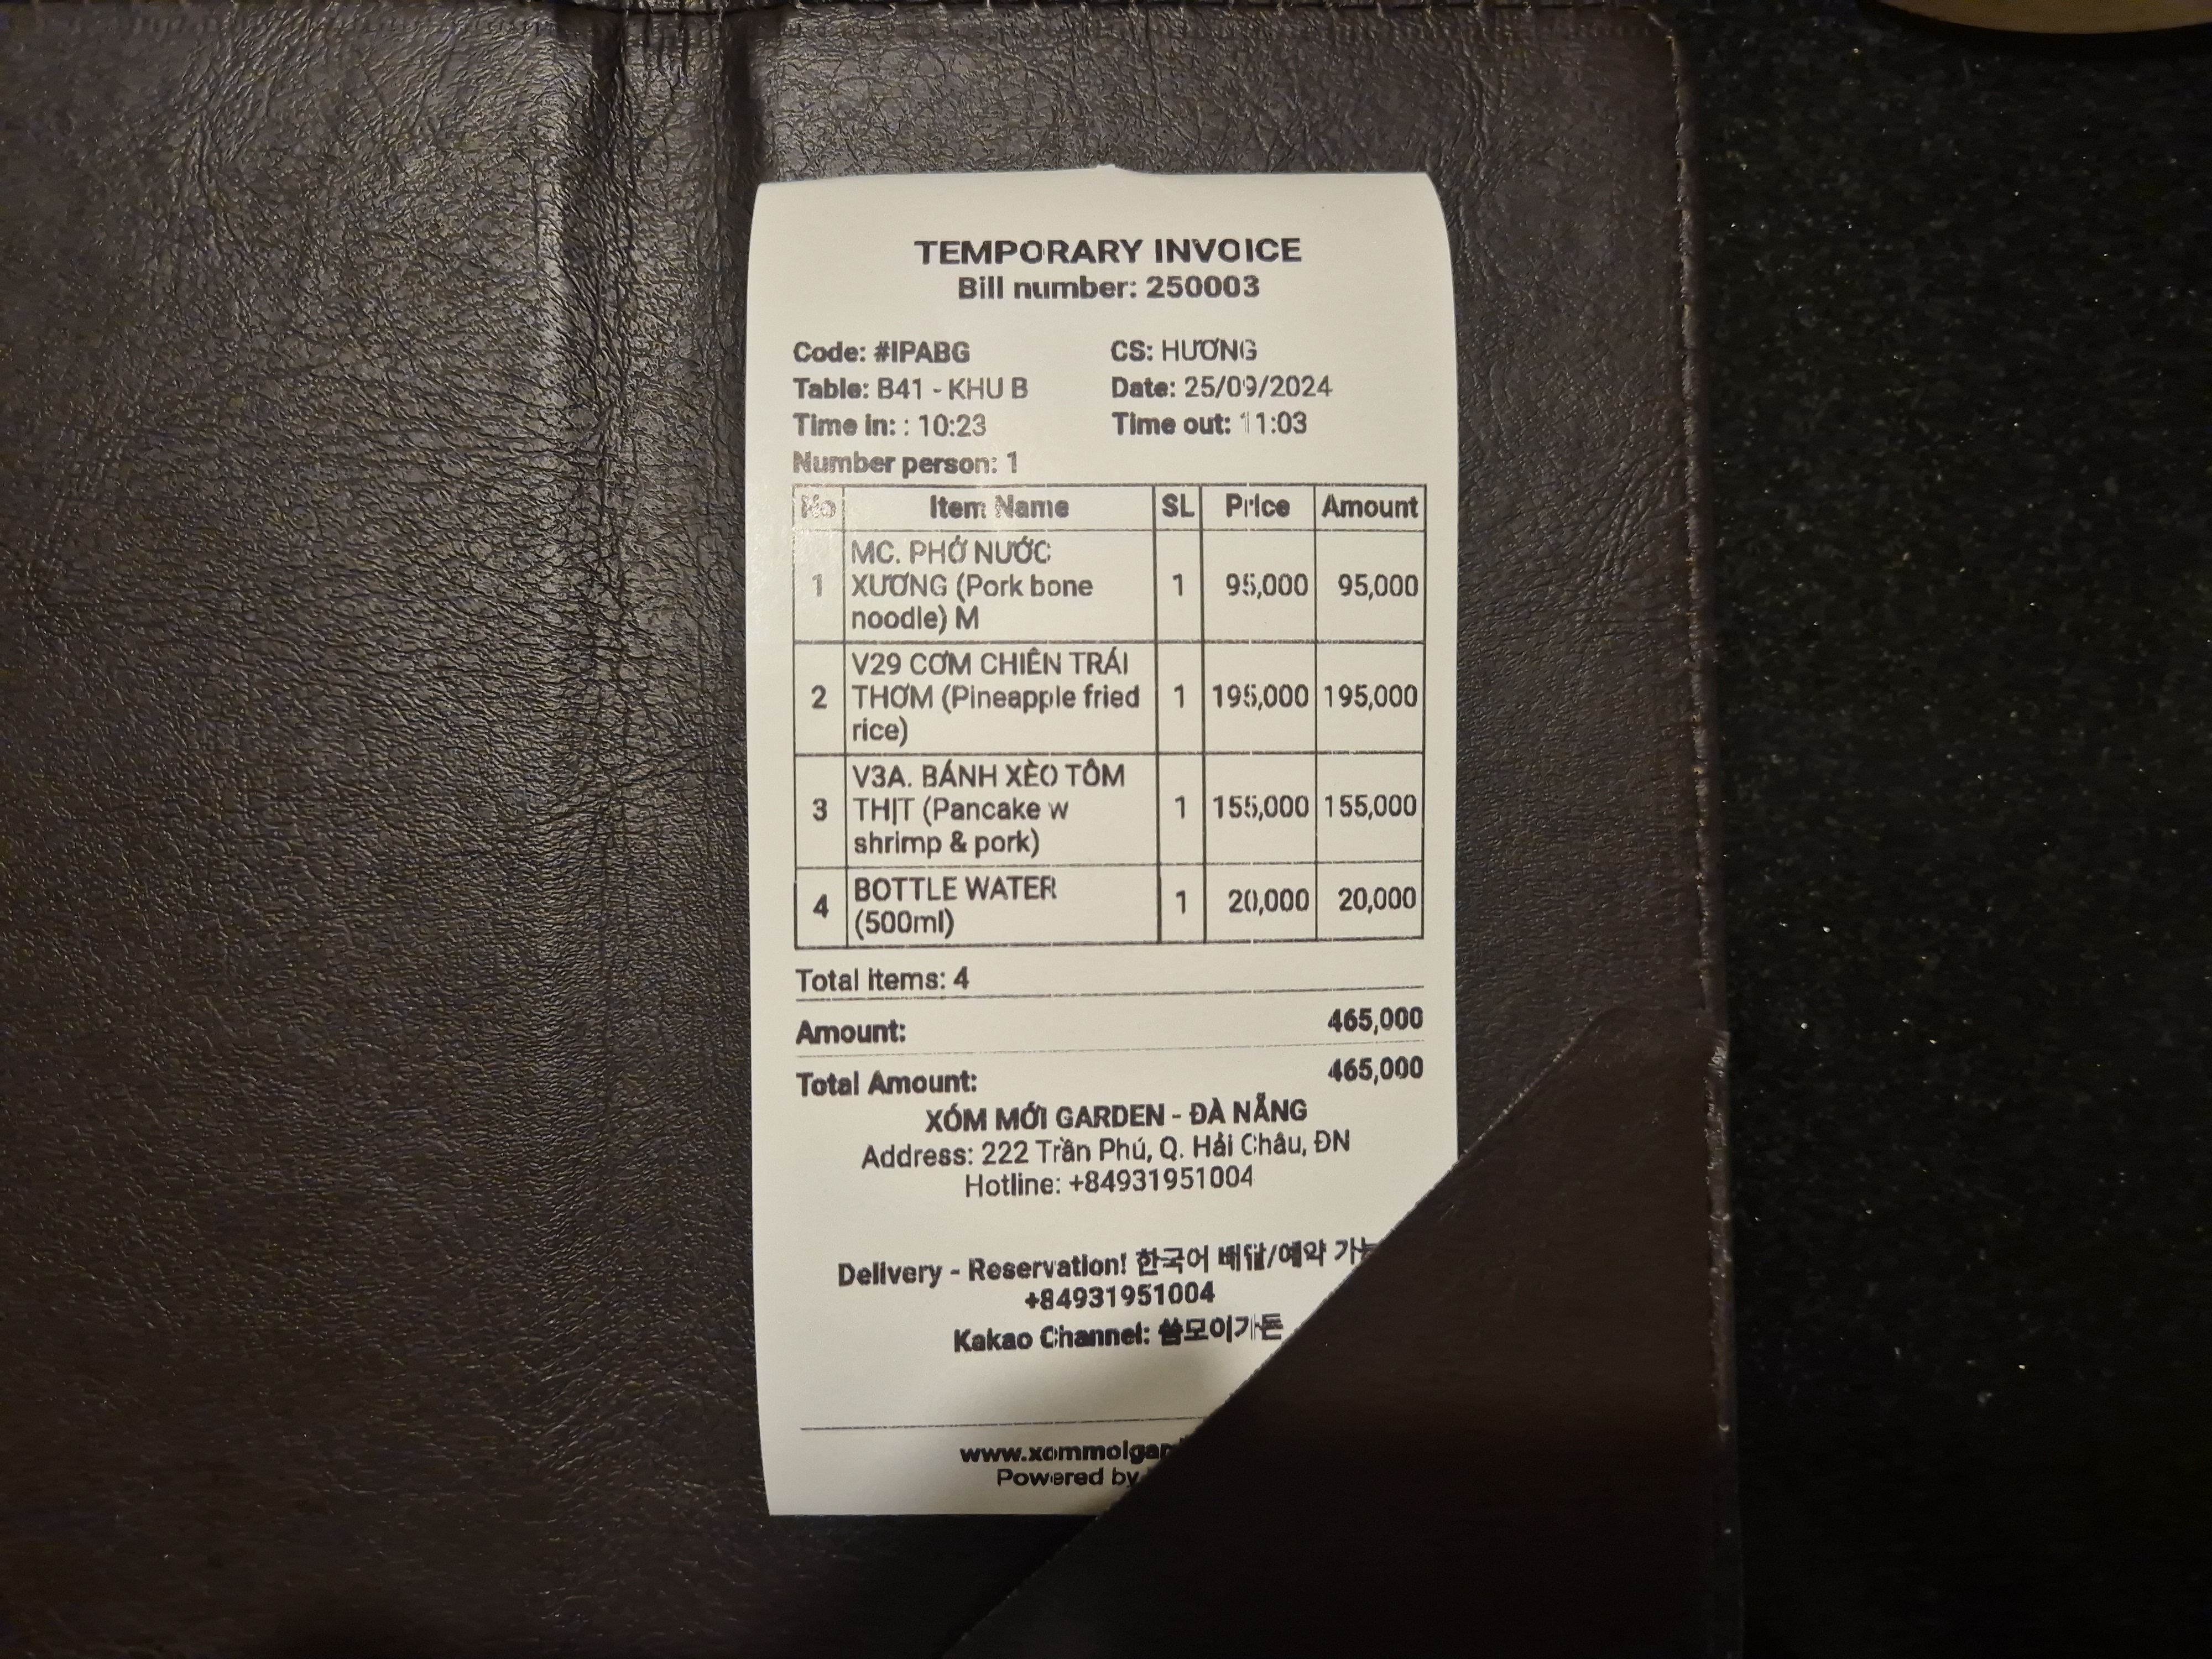 TEMPORARY INVOICE
Bill number: 250003
Code: #IPABG CS: HƯƠNG
Table: B41 - KHU B Date: 25/09/2024
Time in: : 10:23 Time out: 11:03
Number person: 1
No Item Name SL Price Amount
MC. PHỞ NƯỚC
1 XƯƠNG (Pork bone 1 95,000 95,000
noodle) M
V29 CƠM CHIÊN TRÁI
2 THƠM (Pineapple fried 1 195,000 195,000
rice)
V3A. BÁNH XÈO TÔM
3 THỊT (Pancake w 1 155,000 155,000
shrimp & pork)
4 BOTTLE WATER 1 20,000 20,000
(500ml)
Total items: 4
Amount: 465,000
Total Amount: 465,000
XÓM MỚI GARDEN - ĐÀ NẴNG
Address: 222 Trần Phú, Q. Hải Châu, ĐN
Hotline: +84931951004
Delivery - Reservation! 한국어 배달/예약
+84931951004
Kakao Channel: 쏨모이가든
Powered by